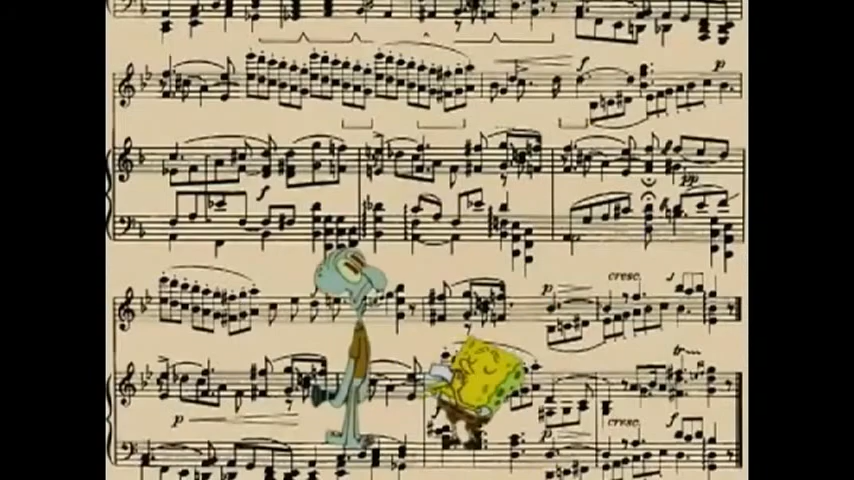 f p
f pp
p cresc. f
tr
p cresc. f
p